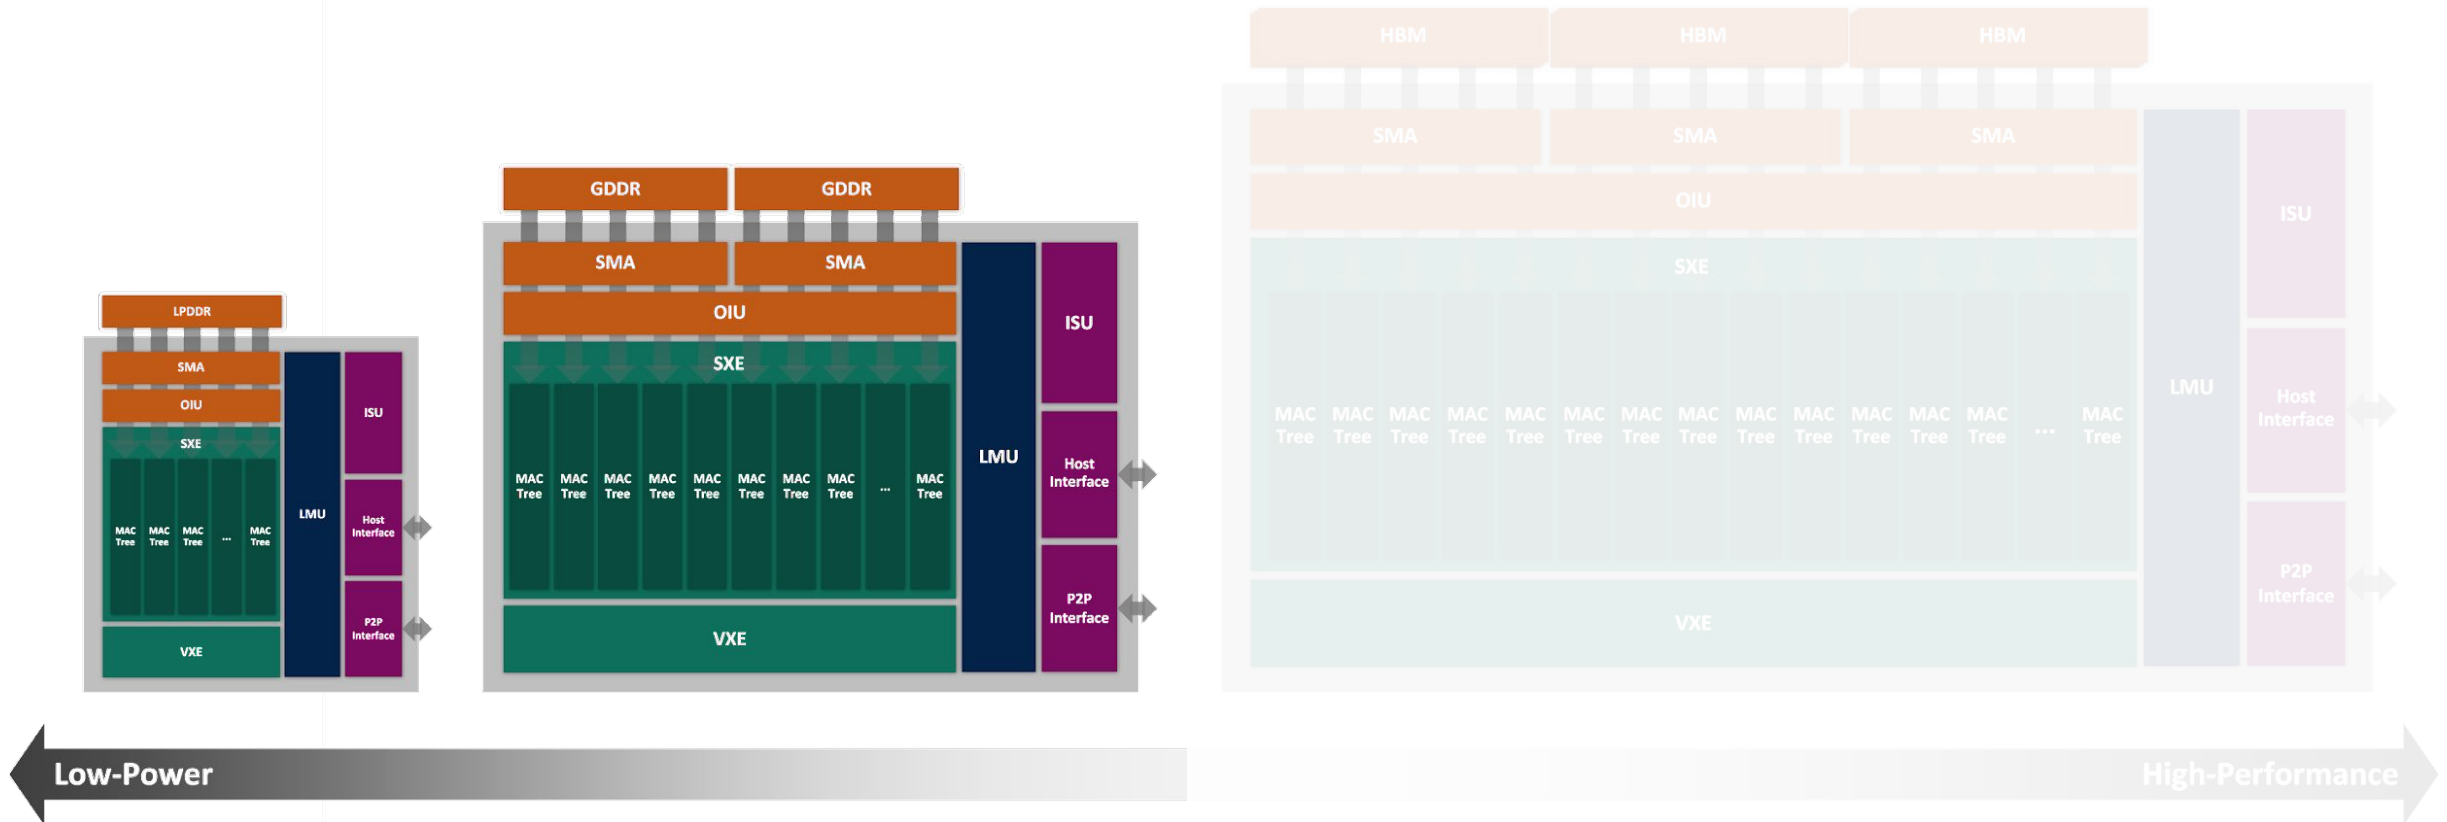 LPDDR
SMA
OIU
SXE
MAC Tree
MAC Tree
MAC Tree
...
MAC Tree
VXE
LMU
ISU
Host
Interface
P2P
Interface
GDDR
GDDR
SMA
SMA
OIU
SXE
MAC Tree
MAC Tree
MAC Tree
MAC Tree
MAC Tree
MAC Tree
MAC Tree
MAC Tree
...
MAC Tree
VXE
LMU
ISU
Host
Interface
P2P
Interface
HBM
HBM
HBM
SMA
SMA
SMA
OIU
SXE
MAC Tree
MAC Tree
MAC Tree
MAC Tree
MAC Tree
MAC Tree
MAC Tree
MAC Tree
MAC Tree
MAC Tree
MAC Tree
MAC Tree
MAC Tree
...
MAC Tree
VXE
LMU
ISU
Host
Interface
P2P
Interface
Low-Power
High-Performance